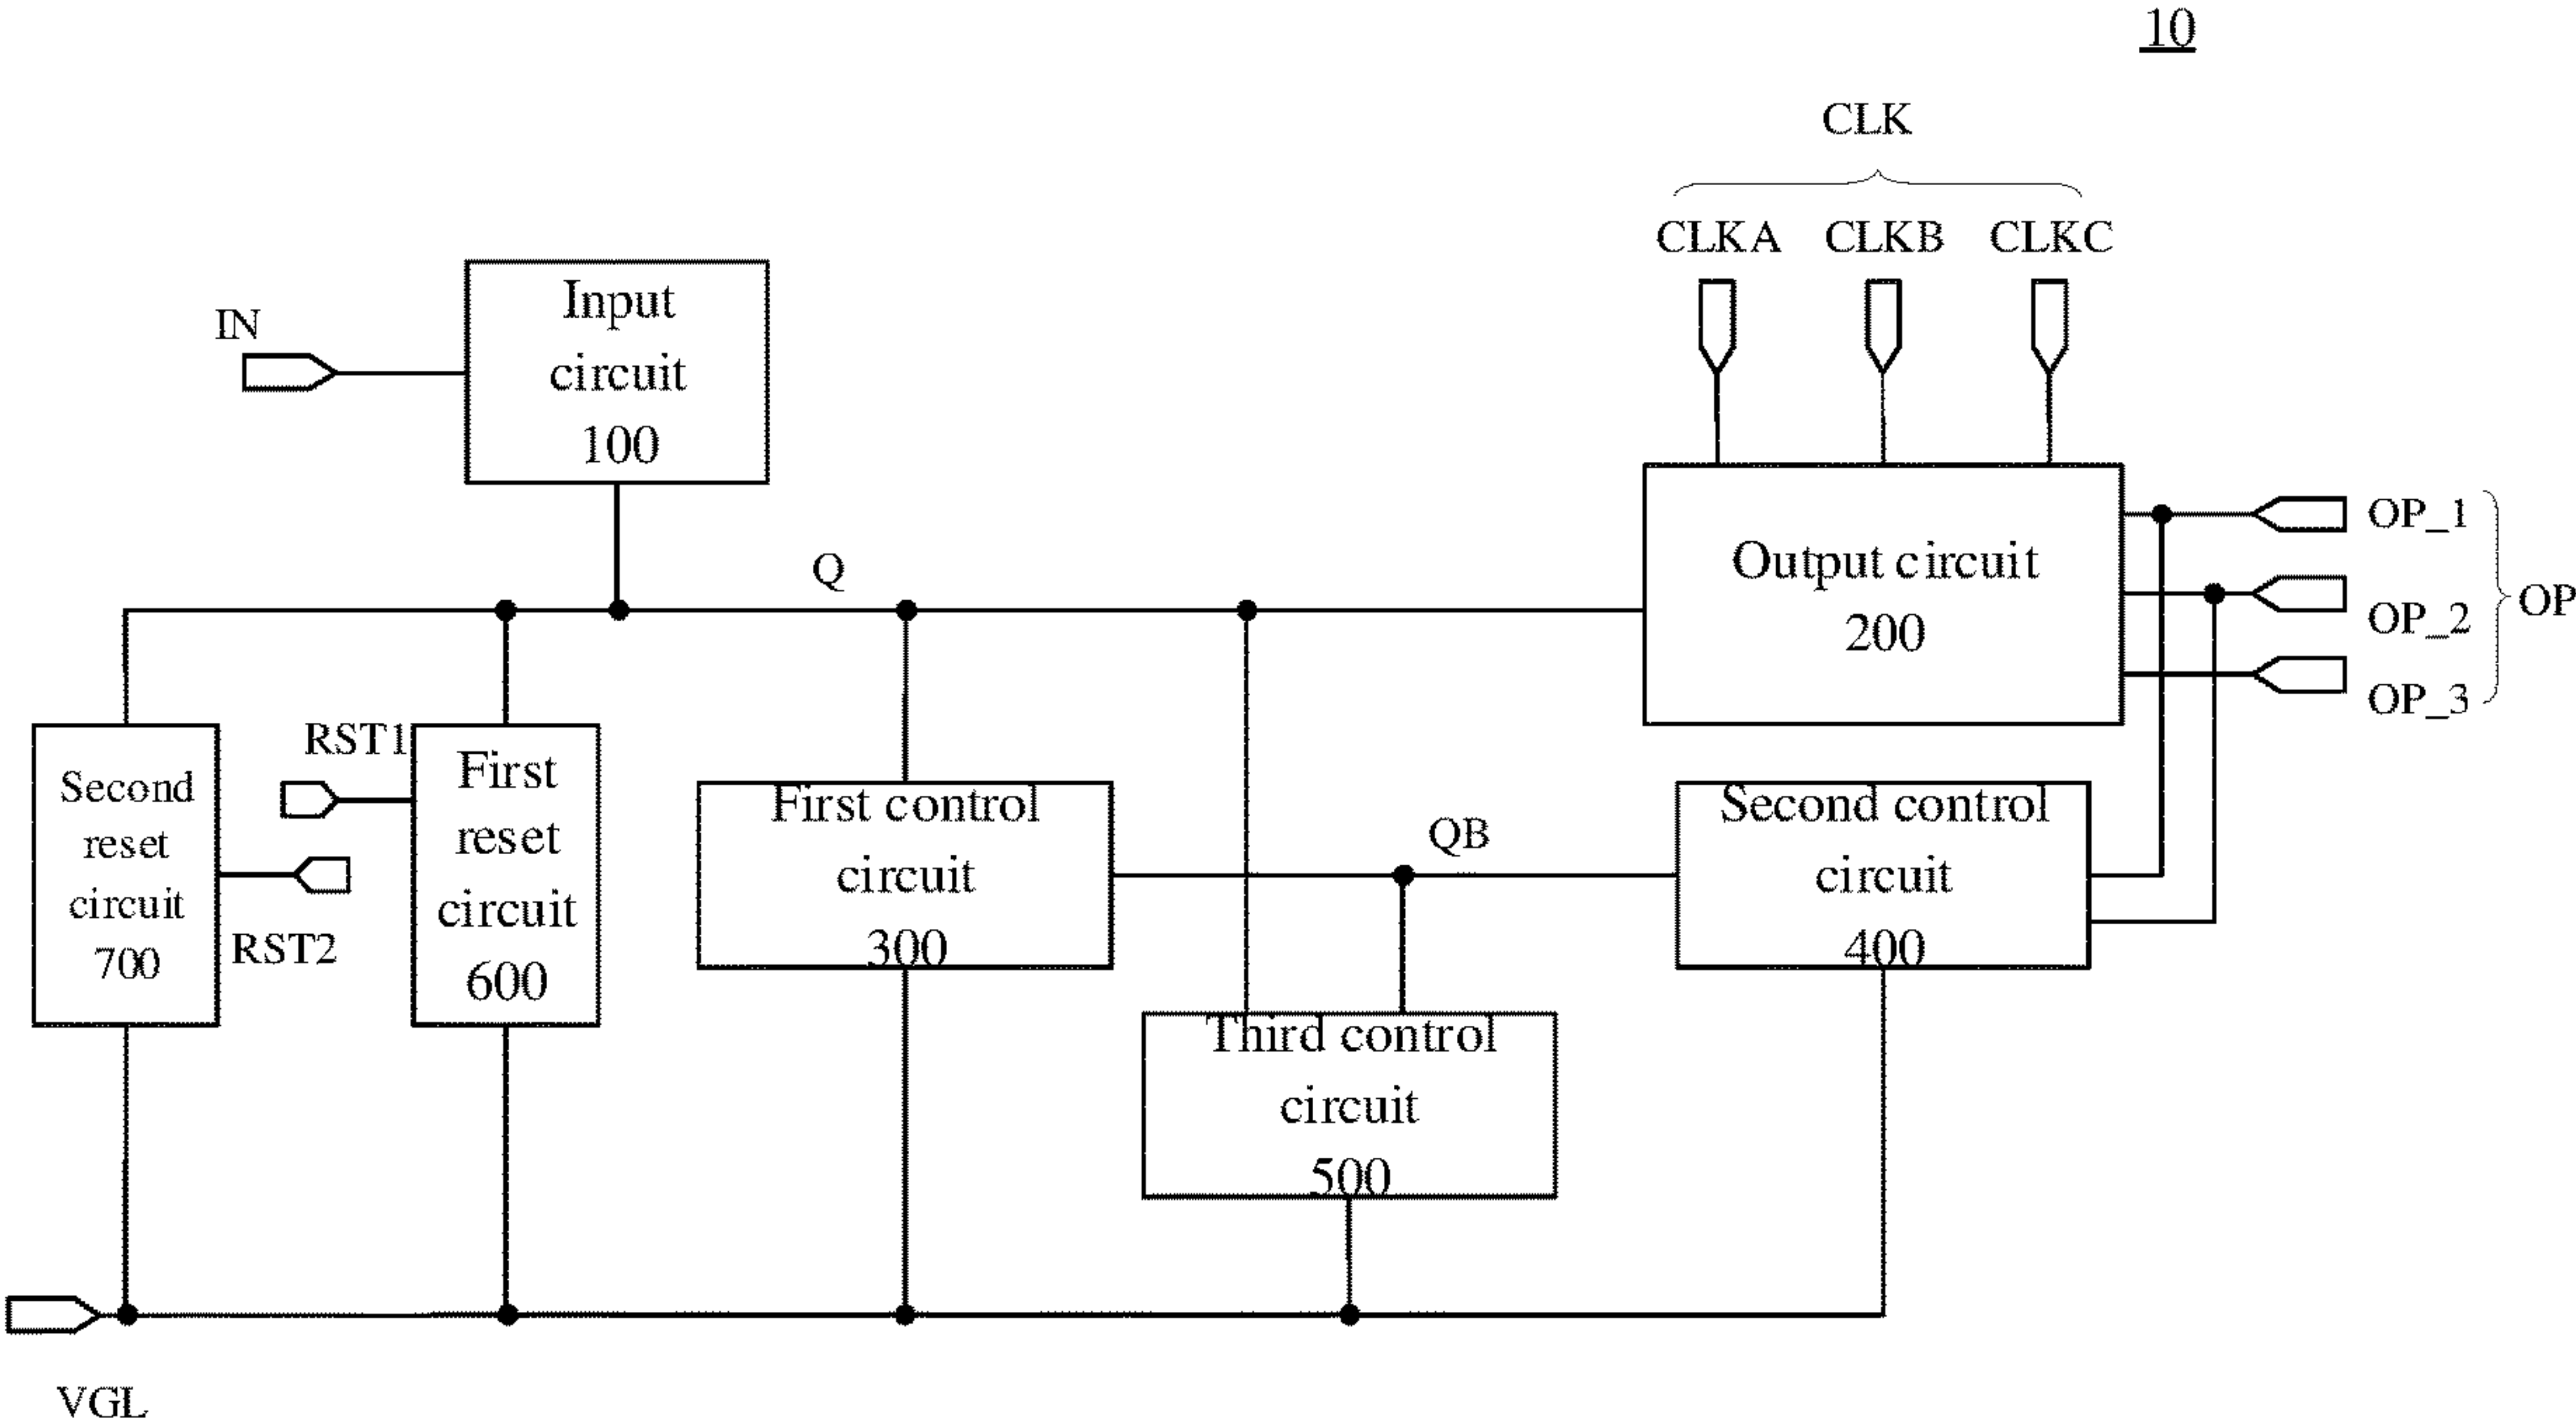 10
CLK
CLKA CLKB CLKC
IN
Input
circuit
100
Q
Output circuit
200
OP_1
OP_2
OP_3
OP
Second
reset
circuit
700
RST1
RST2
First
reset
circuit
600
First control
circuit
300
QB
Second control
circuit
400
Third control
circuit
500
VGL